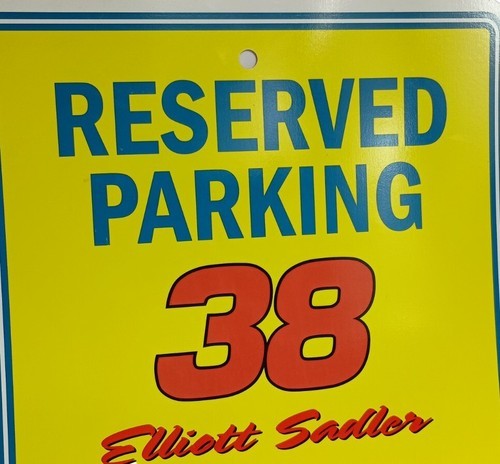 RESERVED
PARKING
38
Elliott Sadler